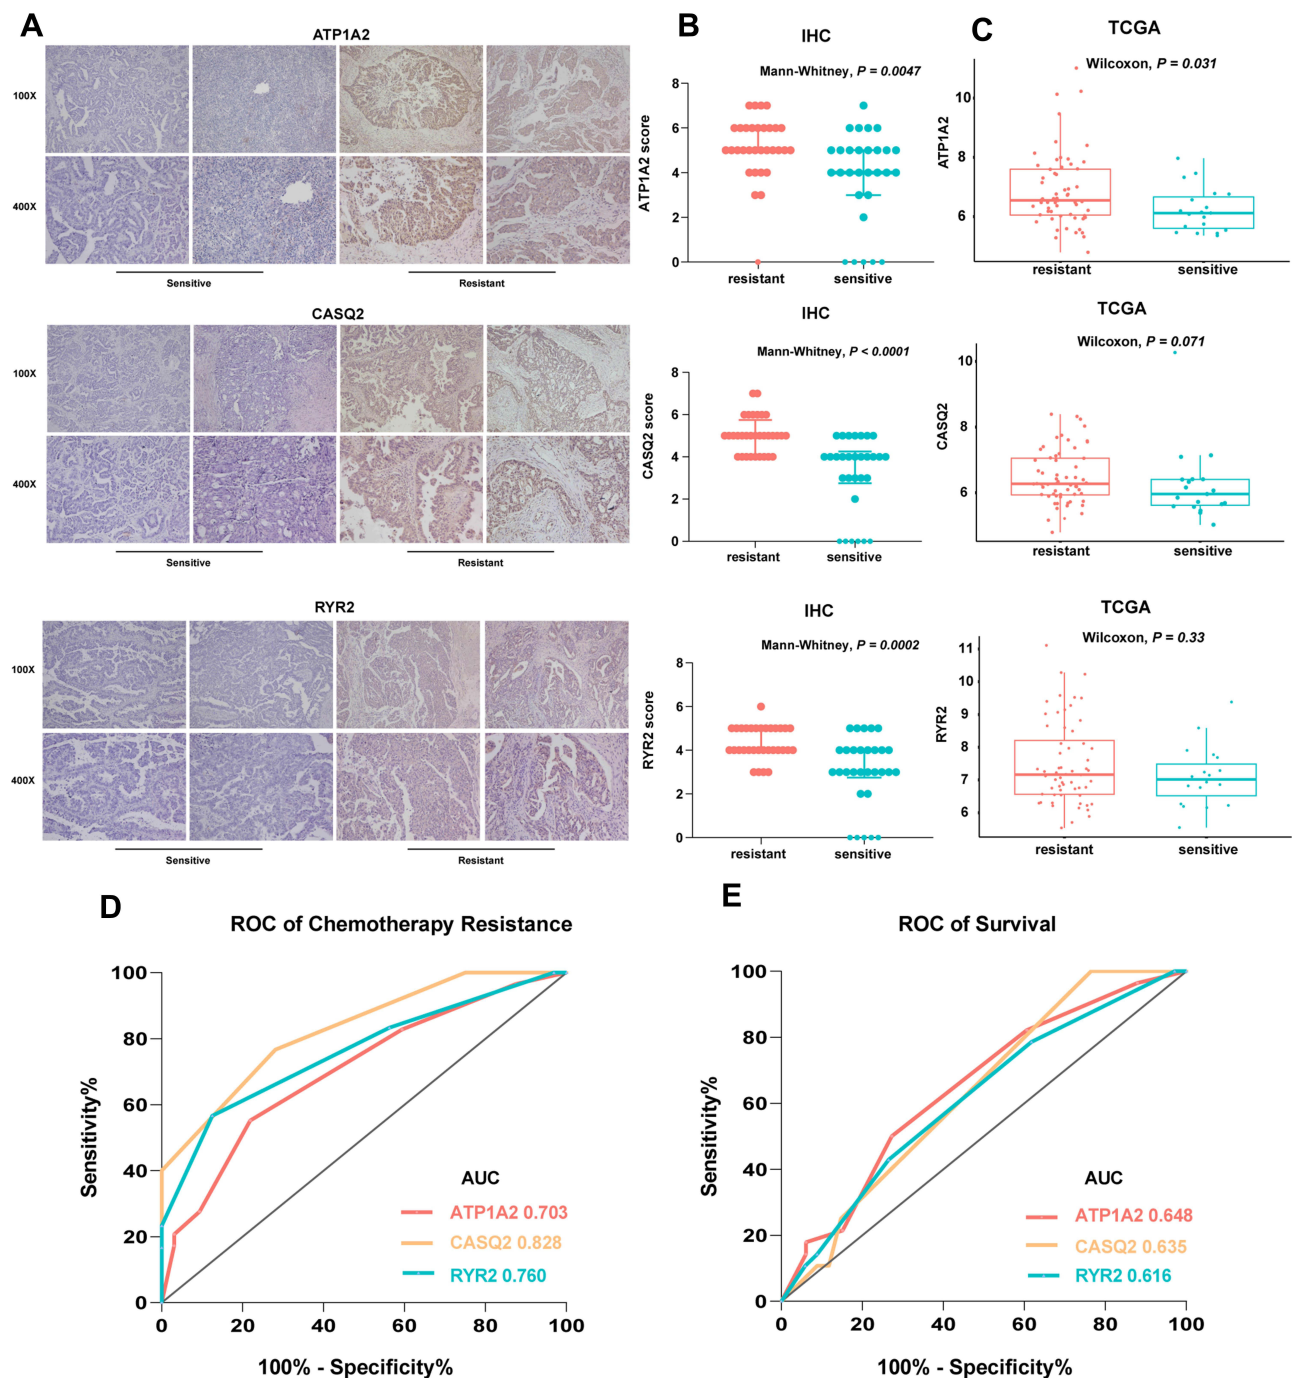 A
ATP1A2
100X
400X
Sensitive
Resistant
CASQ2
100X
400X
Sensitive
Resistant
RYR2
100X
400X
Sensitive
Resistant
B
IHC
Mann-Whitney, P = 0.0047
ATP1A2 score
8
6
4
2
0
resistant
sensitive
IHC
Mann-Whitney, P < 0.0001
CASQ2 score
8
6
4
2
0
resistant
sensitive
IHC
Mann-Whitney, P = 0.0002
RYR2 score
8
6
4
2
0
resistant
sensitive
C
TCGA
Wilcoxon, P = 0.031
ATP1A2
10
8
6
resistant
sensitive
TCGA
Wilcoxon, P = 0.071
CASQ2
10
8
6
resistant
sensitive
TCGA
Wilcoxon, P = 0.33
RYR2
11
10
9
8
7
6
resistant
sensitive
D
ROC of Chemotherapy Resistance
Sensitivity%
100
80
60
40
20
0
AUC
ATP1A2 0.703
CASQ2 0.828
RYR2 0.760
0 20 40 60 80 100
100% - Specificity%
E
ROC of Survival
Sensitivity%
100
80
60
40
20
0
AUC
ATP1A2 0.648
CASQ2 0.635
RYR2 0.616
0 20 40 60 80 100
100% - Specificity%